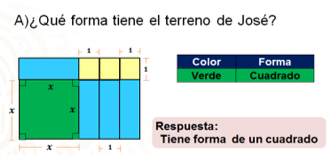 A)¿Qué forma tiene el terreno de José?
1 1
Color Forma
Verde Cuadrado
1
x
x x
Respuesta:
Tiene forma de un cuadrado
x 1